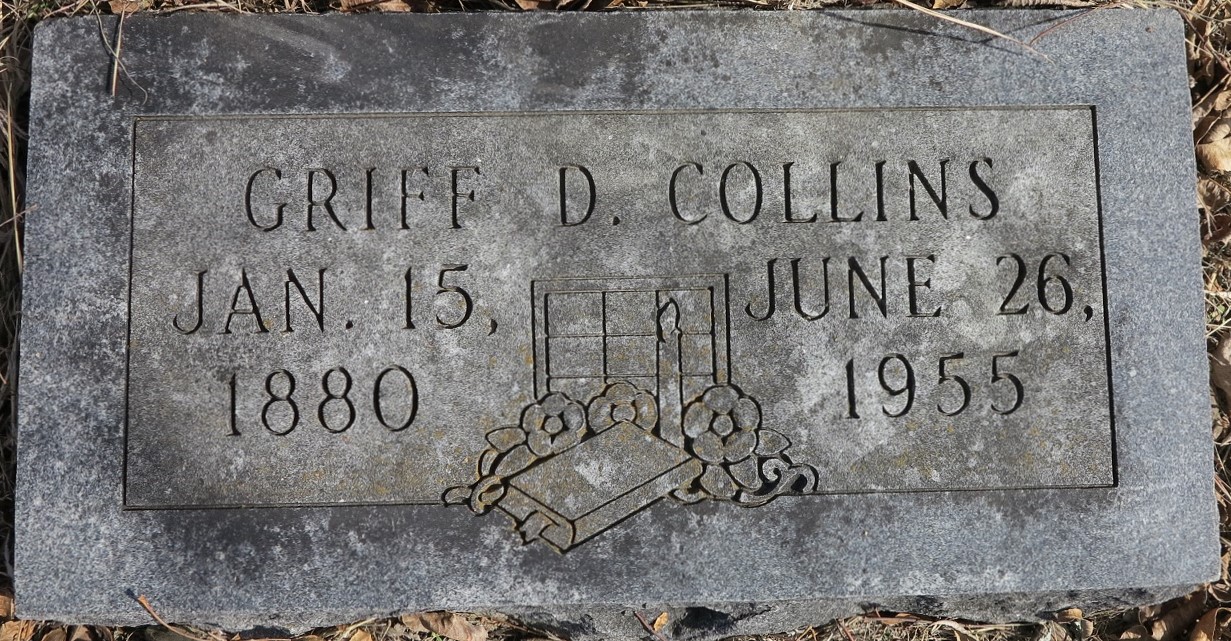 GRIFF D. COLLINS
JAN. 15, JUNE 26,
1880 1955